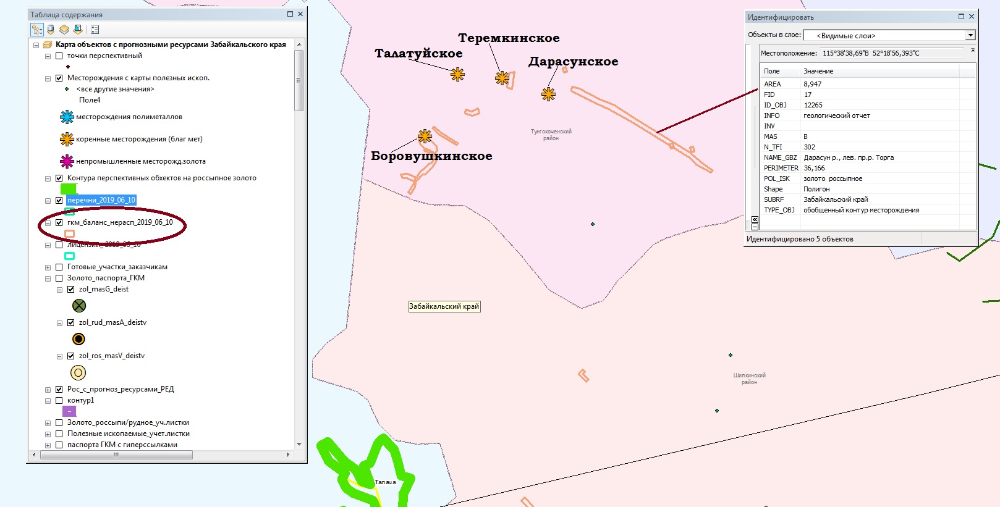 Таблица содержания
Карта объектов с прогнозными ресурсами Забайкальского края
точки перспективный
Месторождения с карты полезных ископ.
<все другие значения>
Поле4
месторождения полиметаллов
коренные месторождения (благ мет)
непромышленные месторожд.золота
Контура перспективных обхектов на россыпное золото
перечни_2019_06_10
гкм_баланс_нерасп_2019_06_10
лицензии_2019_06_10
Готовые_участки_заказчикам
Золото_паспорта_ГКМ
zol_masG_deist
zol_rud_masA_deistv
zol_ros_masV_deistv
Рос_с_прогноз_ресурсами_РЕД
контур1
Золото_россыпи/рудное_уч.листки
Полезные ископаемые_учет.листки
паспорта ГКМ с гиперссылками
Теремкинское
Талатуйское
Дарасунское
Боровушкинское
Тунгокоченский
район
Забайкальский край
Шилкинский
район
Талача
Идентифицировать
Объекты в слое: <Видимые слои>
Местоположение: 115°38'38,69"В 52°18'56,393"С
Поле Значение
AREA 8,947
FID 17
ID_OBJ 12265
INFO геологический отчет
INV
MAS B
N_TFI 302
NAME_GBZ Дарасун р., лев. пр.р. Торга
PERIMETER 36,166
POL_ISK золото россыпное
Shape Полигон
SUBRF Забайкальский край
TYPE_OBJ обобщенный контур месторождения
Идентифицировано 5 объектов